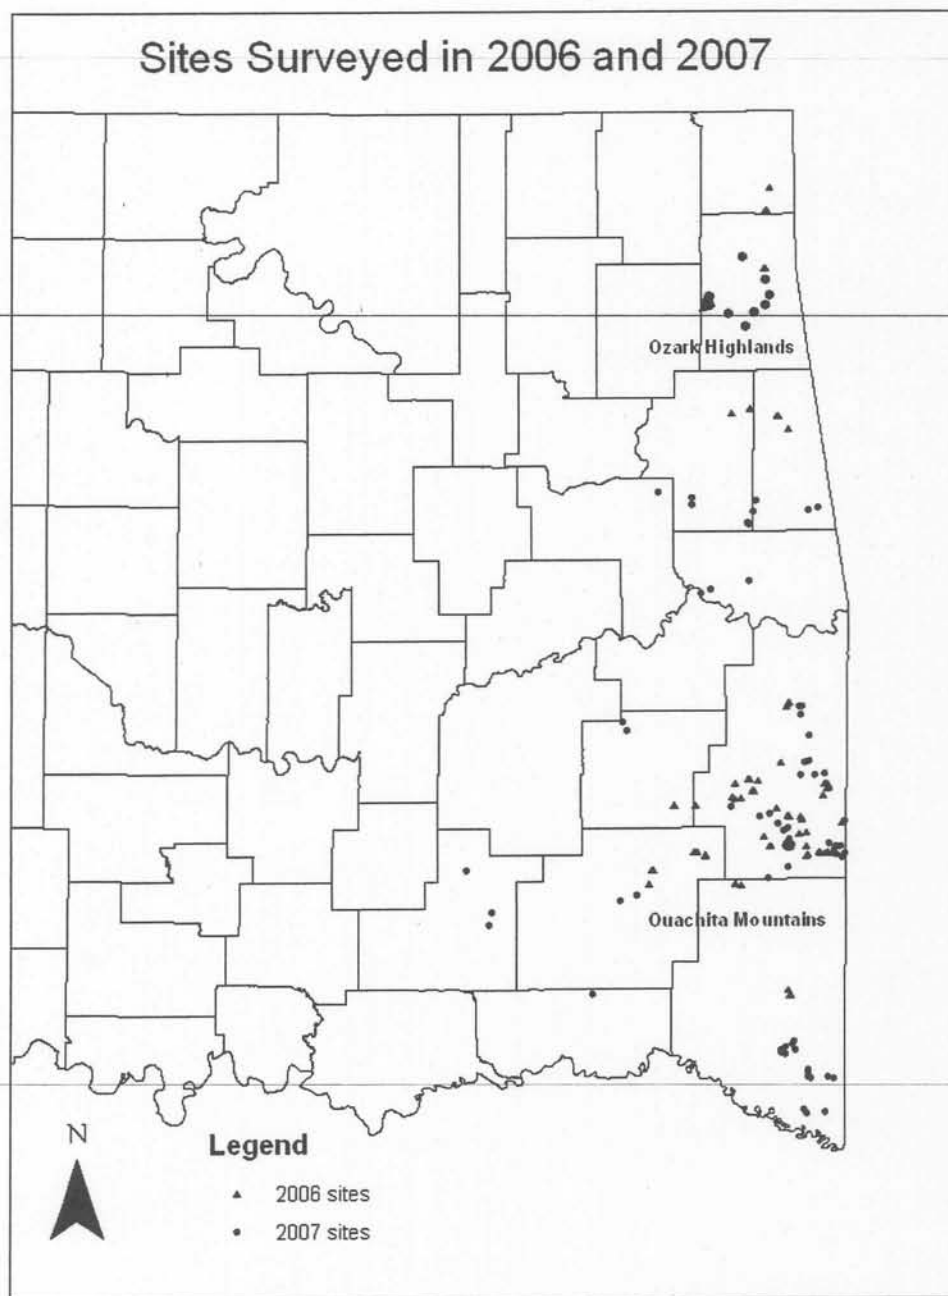 Sites Surveyed in 2006 and 2007
Ozark Highlands
Ouachita Mountains
N
Legend
2006 sites
2007 sites